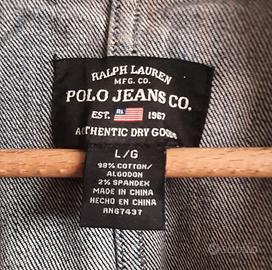 RALPH LAUREN
MFG. CO.
POLO JEANS CO.
EST. 1967
AUTHENTIC DRY GOODS
L/G
98% COTTON/
ALGODON
2% SPANDEX
MADE IN
CHINA
HECHO EN
CHINA
RN67437